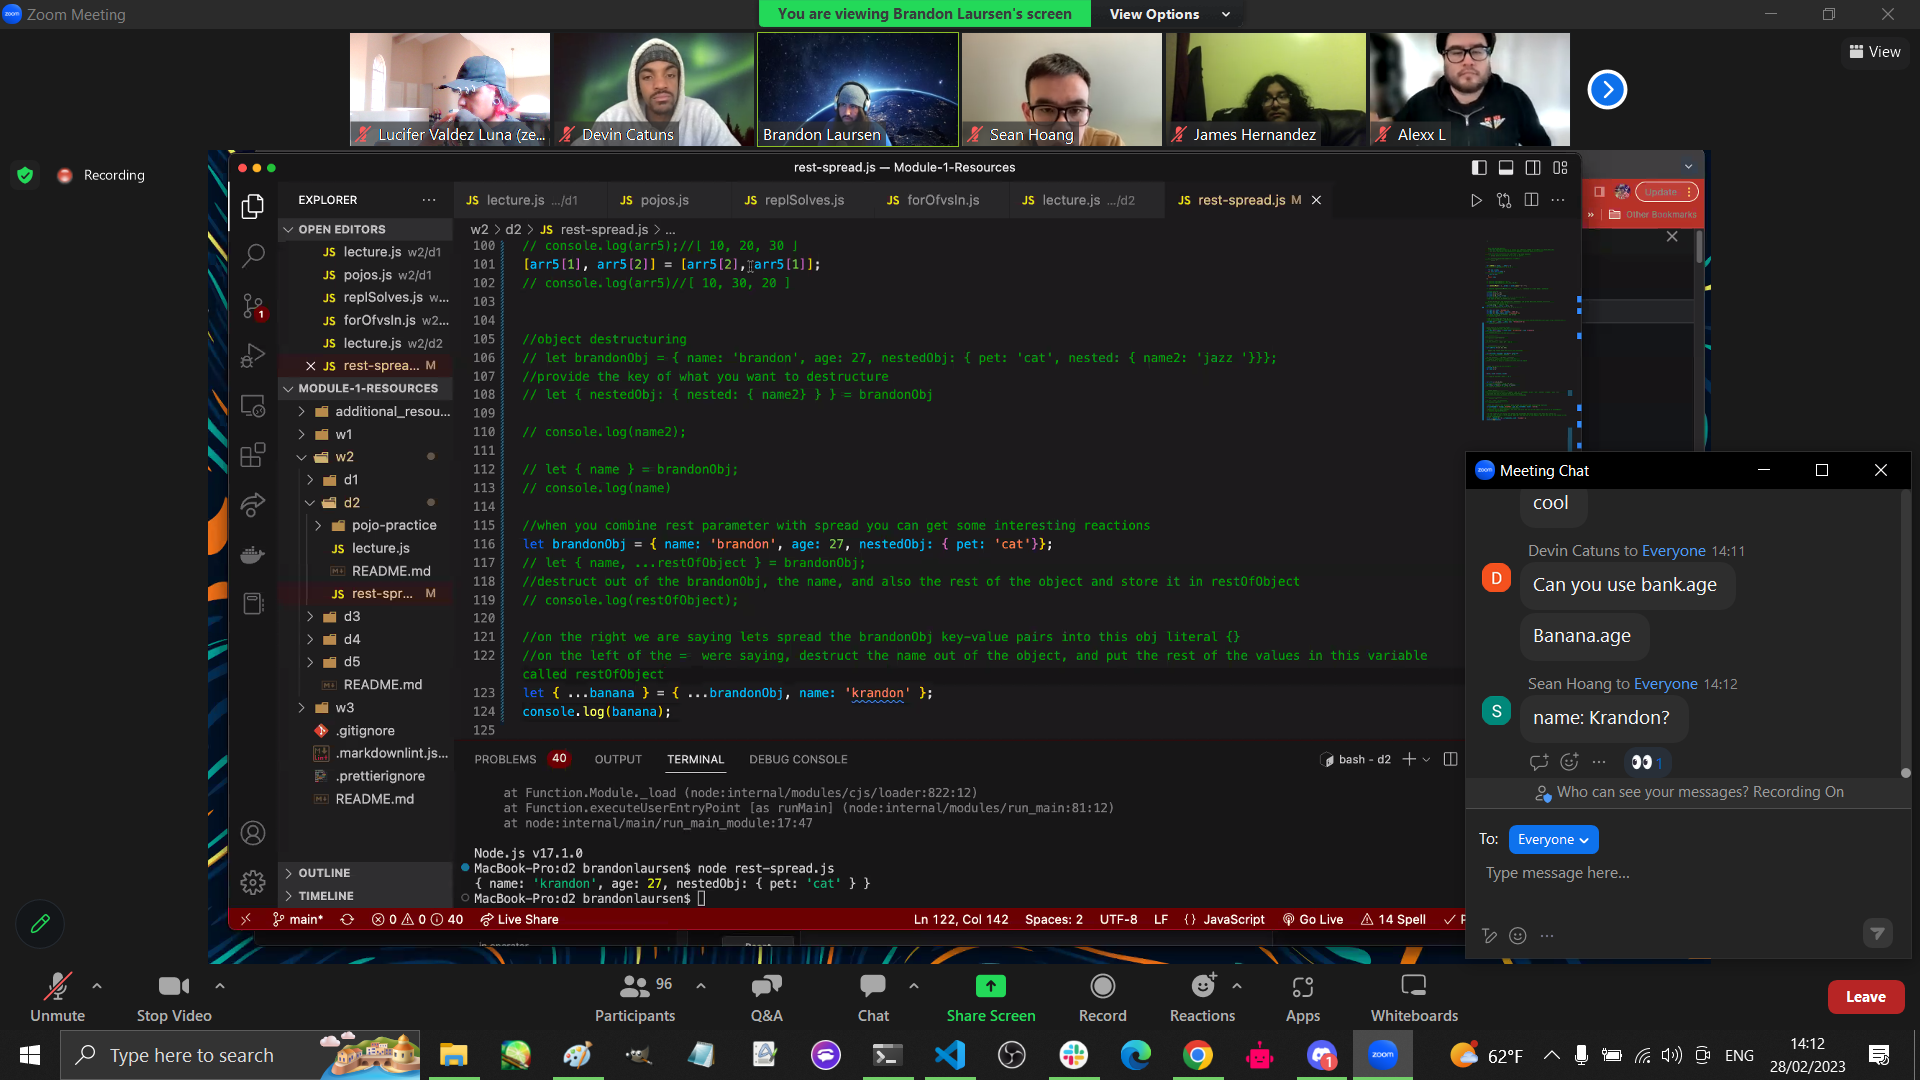 Zoom Meeting
You are viewing Brandon Laursen's screen
View Options
View
Lucifer Valdez Luna (ze...
Devin Catuns
Brandon Laursen
Sean Hoang
James Hernandez
Alexx L
Recording
rest-spread.js — Module-1-Resources
Update
Other Bookmarks
EXPLORER
JS lecture.js .../d1
JS pojos.js
JS replSolves.js
JS forOfvsIn.js
JS lecture.js .../d2
JS rest-spread.js M
OPEN EDITORS
JS lecture.js w2/d1
JS pojos.js w2/d1
JS replSolves.js w...
JS forOfvsIn.js w2...
JS lecture.js w2/d2
JS rest-sprea... M
MODULE-1-RESOURCES
additional_resou...
w1
w2
d1
d2
pojo-practice
JS lecture.js
README.md
JS rest-spr... M
d3
d4
d5
README.md
w3
.gitignore
.markdownlint.js...
.prettierignore
README.md
OUTLINE
TIMELINE
w2 > d2 > JS rest-spread.js > ...
100 // console.log(arr5);//[ 10, 20, 30 ]
101 [arr5[1], arr5[2]] = [arr5[2], arr5[1]];
102 // console.log(arr5)//[ 10, 30, 20 ]
103
104
105 //object destructuring
106 // let brandonObj = { name: 'brandon', age: 27, nestedObj: { pet: 'cat', nested: { name2: 'jazz '}}};
107 //provide the key of what you want to destructure
108 // let { nestedObj: { nested: { name2} } } = brandonObj
109
110 // console.log(name2);
111
112 // let { name } = brandonObj;
113 // console.log(name)
114
115 //when you combine rest parameter with spread you can get some interesting reactions
116 let brandonObj = { name: 'brandon', age: 27, nestedObj: { pet: 'cat'}};
117 // let { name, ...restOfObject } = brandonObj;
118 //destruct out of the brandonObj, the name, and also the rest of the object and store it in restOfObject
119 // console.log(restOfObject);
120
121 //on the right we are saying lets spread the brandonObj key-value pairs into this obj literal {}
122 //on the left of the = were saying, destruct the name out of the object, and put the rest of the values in this variable
called restOfObject
123 let { ...banana } = { ...brandonObj, name: 'krandon' };
124 console.log(banana);
125
PROBLEMS 40
OUTPUT
TERMINAL
DEBUG CONSOLE
bash - d2
at Function.Module._load (node:internal/modules/cjs/loader:822:12)
at Function.executeUserEntryPoint [as runMain] (node:internal/modules/run_main:81:12)
at node:internal/main/run_main_module:17:47
Node.js v17.1.0
MacBook-Pro:d2 brandonlaursen$ node rest-spread.js
{ name: 'krandon', age: 27, nestedObj: { pet: 'cat' } }
MacBook-Pro:d2 brandonlaursen$
main*
0 0 40
Live Share
Ln 122, Col 142
Spaces: 2
UTF-8
LF
{} JavaScript
Go Live
14 Spell
zoom Meeting Chat
cool
Devin Catuns to Everyone 14:11
D
Can you use bank.age
Banana.age
Sean Hoang to Everyone 14:12
S
name: Krandon?
1
Who can see your messages? Recording On
To: Everyone
Type message here...
Unmute
Stop Video
96
Participants
Q&A
Chat
Share Screen
Record
Reactions
Apps
Whiteboards
Leave
Type here to search
1
zoom
62°F
ENG
14:12
28/02/2023